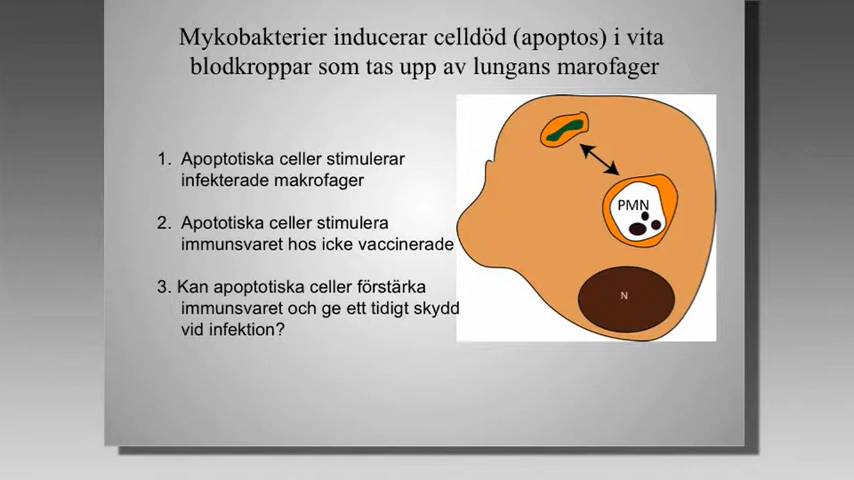 Mykobakterier inducerar celldöd (apoptos) i vita
blodkroppar som tas upp av lungans marofager
1. Apoptotiska celler stimulerar
infekterade makrofager
2. Apototiska celler stimulera
immunsvaret hos icke vaccinerade
3. Kan apoptotiska celler förstärka
immunsvaret och ge ett tidigt skydd
vid infektion?
PMN
N